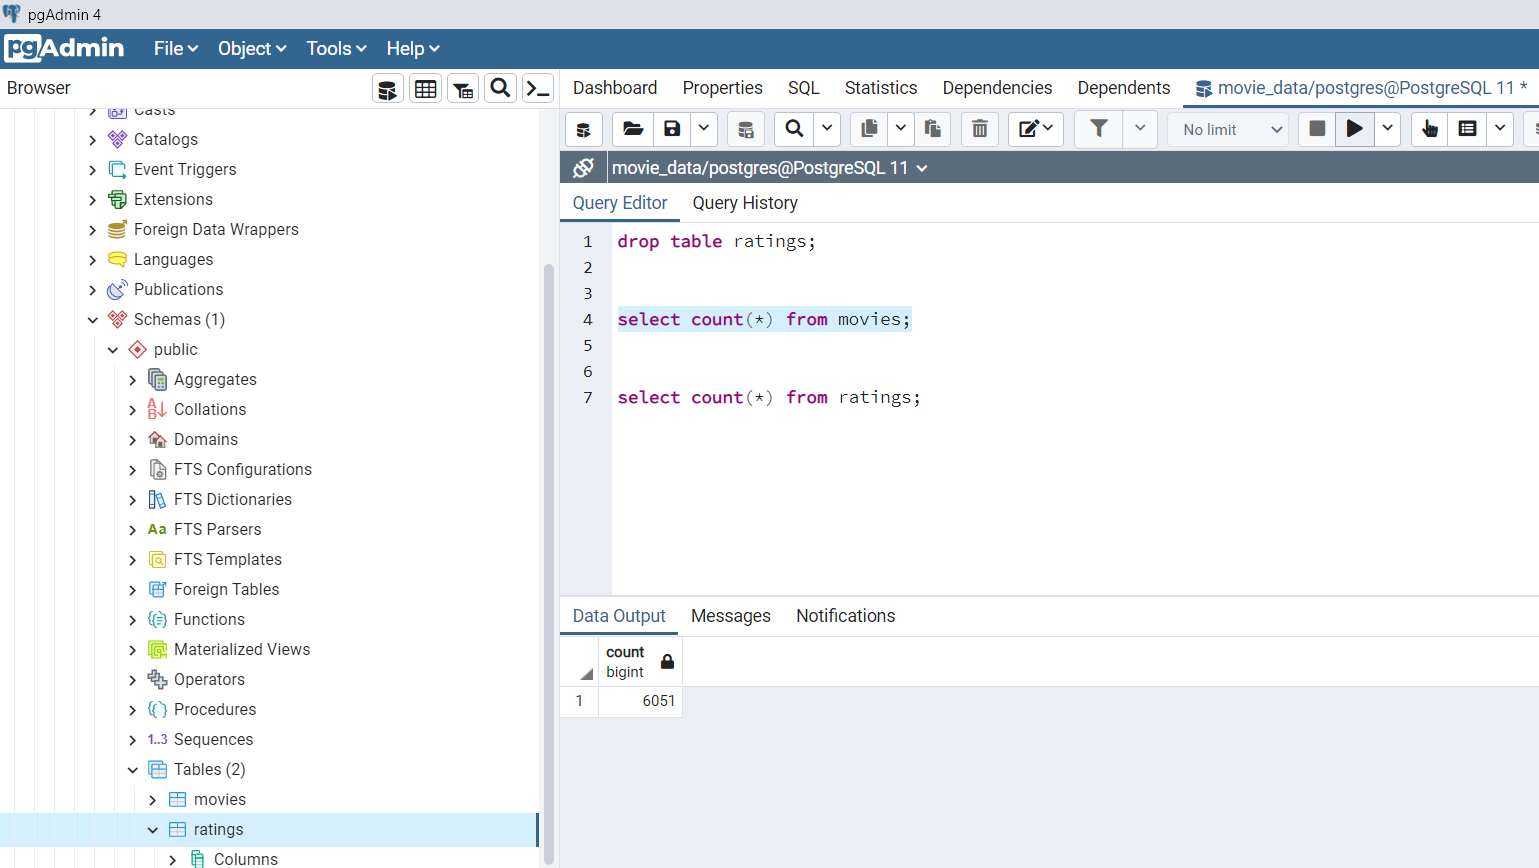 pgAdmin 4
pgAdmin File Object Tools Help
Browser
Dashboard Properties SQL Statistics Dependencies Dependents movie_data/postgres@PostgreSQL 11 *
No limit
movie_data/postgres@PostgreSQL 11
Query Editor Query History
Casts
Catalogs
Event Triggers
Extensions
Foreign Data Wrappers
Languages
Publications
Schemas (1)
public
Aggregates
Collations
Domains
FTS Configurations
FTS Dictionaries
Aa FTS Parsers
FTS Templates
Foreign Tables
Functions
Materialized Views
Operators
Procedures
1..3 Sequences
Tables (2)
movies
ratings
Columns
1 drop table ratings;
2
3
4 select count(*) from movies;
5
6
7 select count(*) from ratings;
Data Output Messages Notifications
count
bigint
1 6051